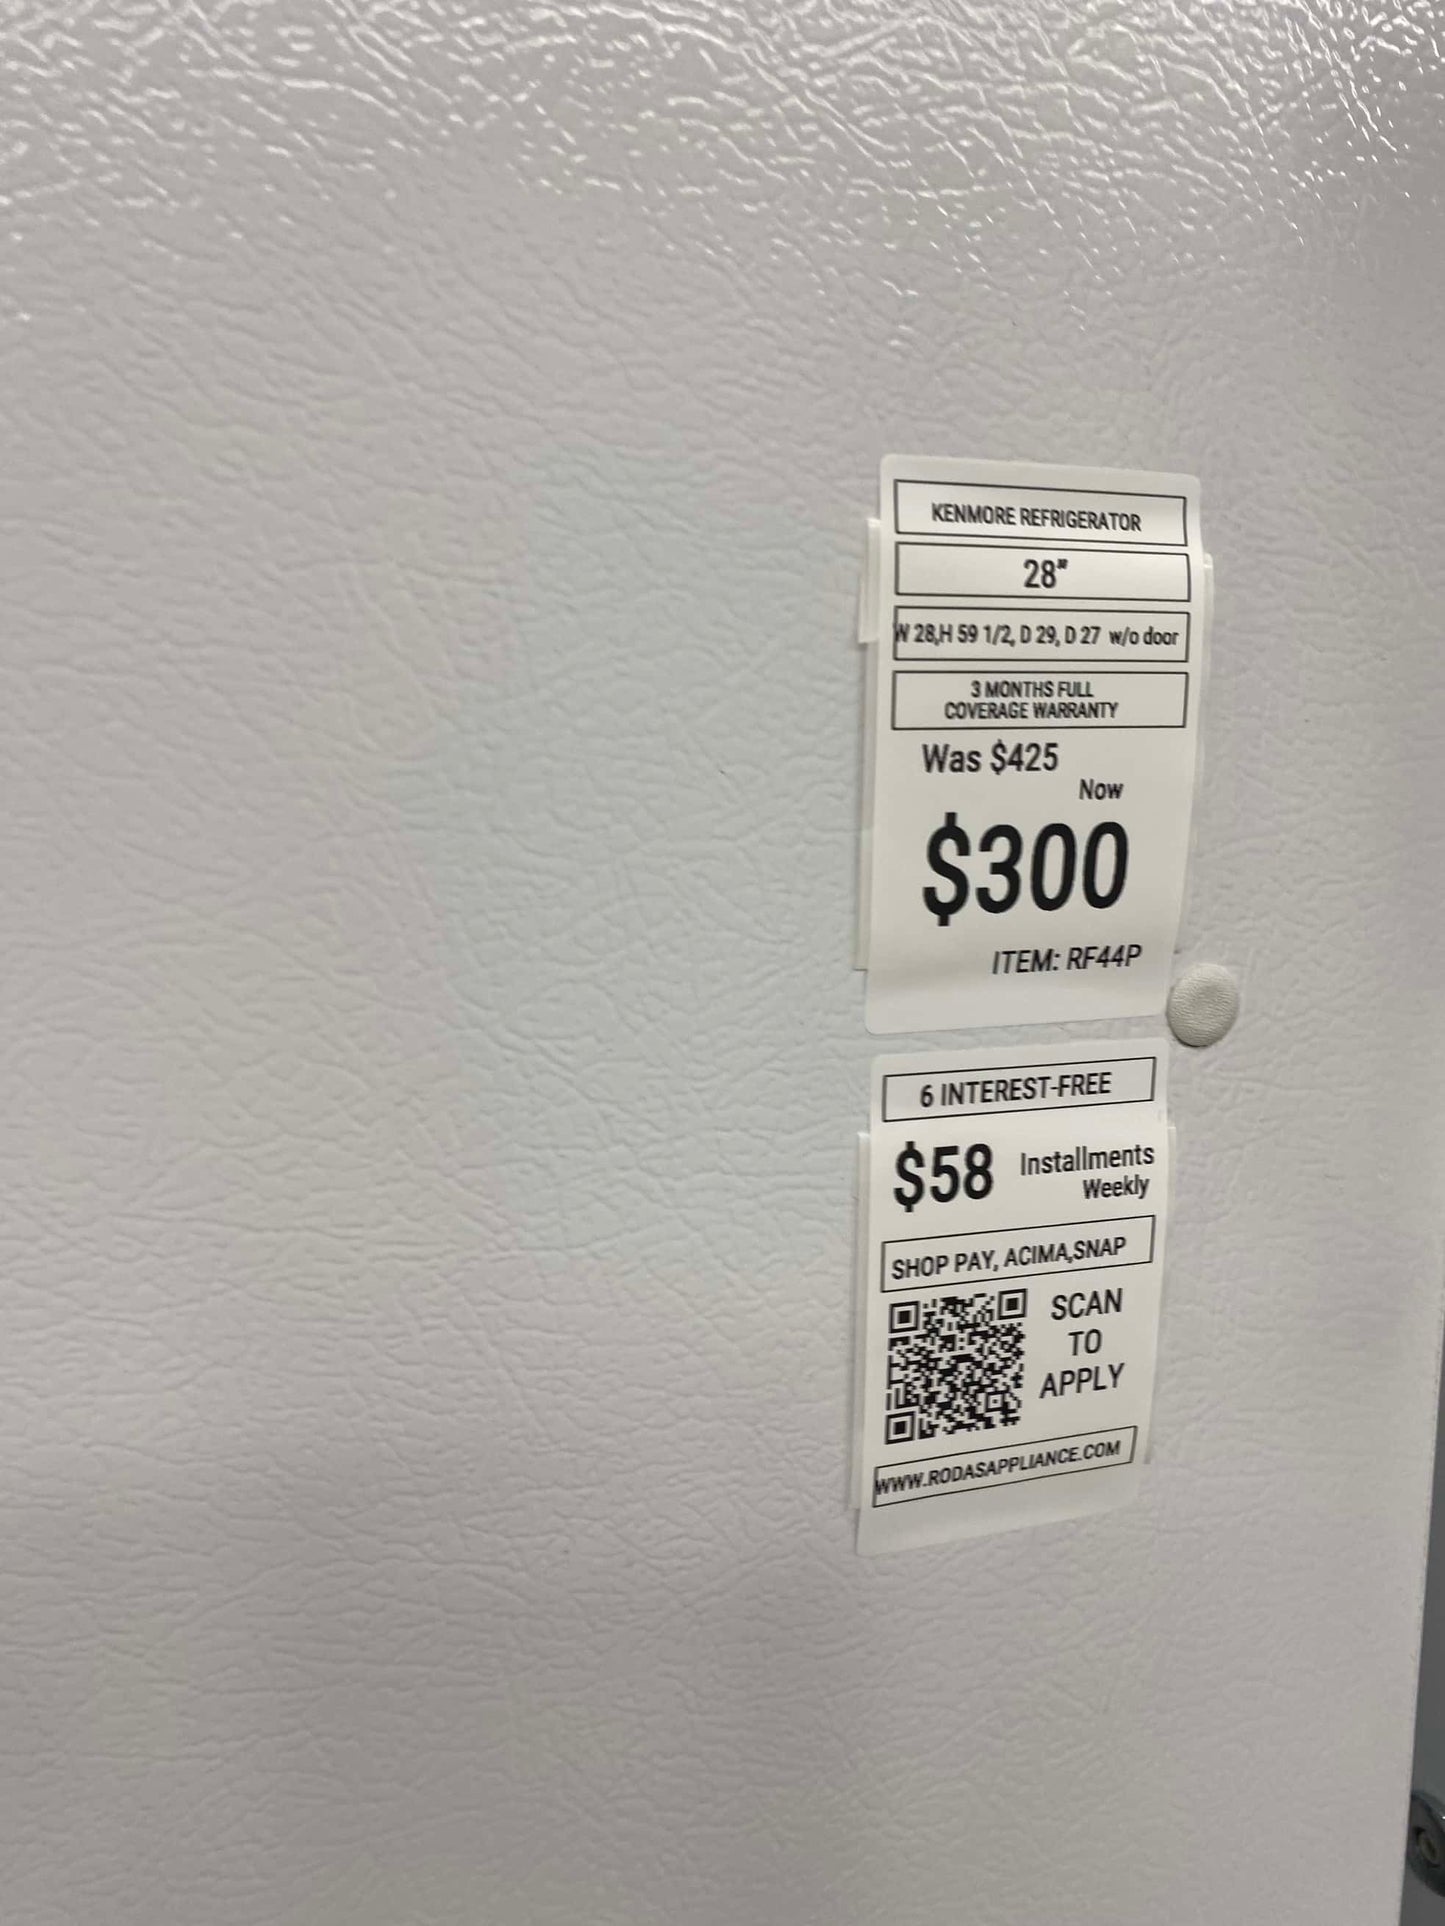 KENMORE REFRIGERATOR
28"
W 28,H 59 1/2, D 29, D 27 w/o door
3 MONTHS FULL
COVERAGE WARRANTY
Was $425
Now
$300
ITEM: RF44P
6 INTEREST-FREE
$58 Installments
Weekly
SHOP PAY, ACIMA,SNAP
SCAN
TO
APPLY
WWW.RODASAPPLIANCE.COM